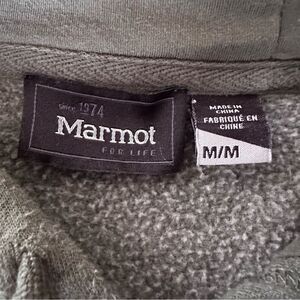 since 1974
Marmot
FOR LIFE
MADE IN
CHINA
FABRIQUÉ EN
CHINE
M/M